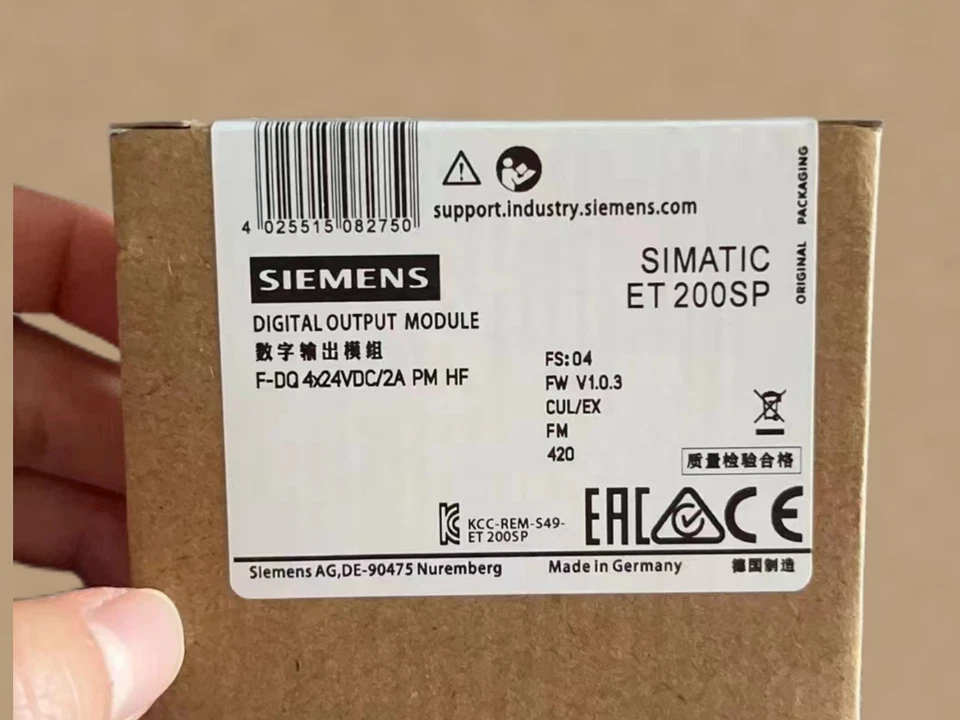 4 025515 082750
support.industry.siemens.com
ORIGINAL PACKAGING
SIEMENS
SIMATIC
ET 200SP
DIGITAL OUTPUT MODULE
数字输出模组
F-DQ 4x24VDC/2A PM HF
FS:04
FW V1.0.3
CUL/EX
FM
420
质量检验合格
KCC-REM-S49-
ET 200SP
EAC
CE
Siemens AG,DE-90475 Nuremberg
Made in Germany
德国制造